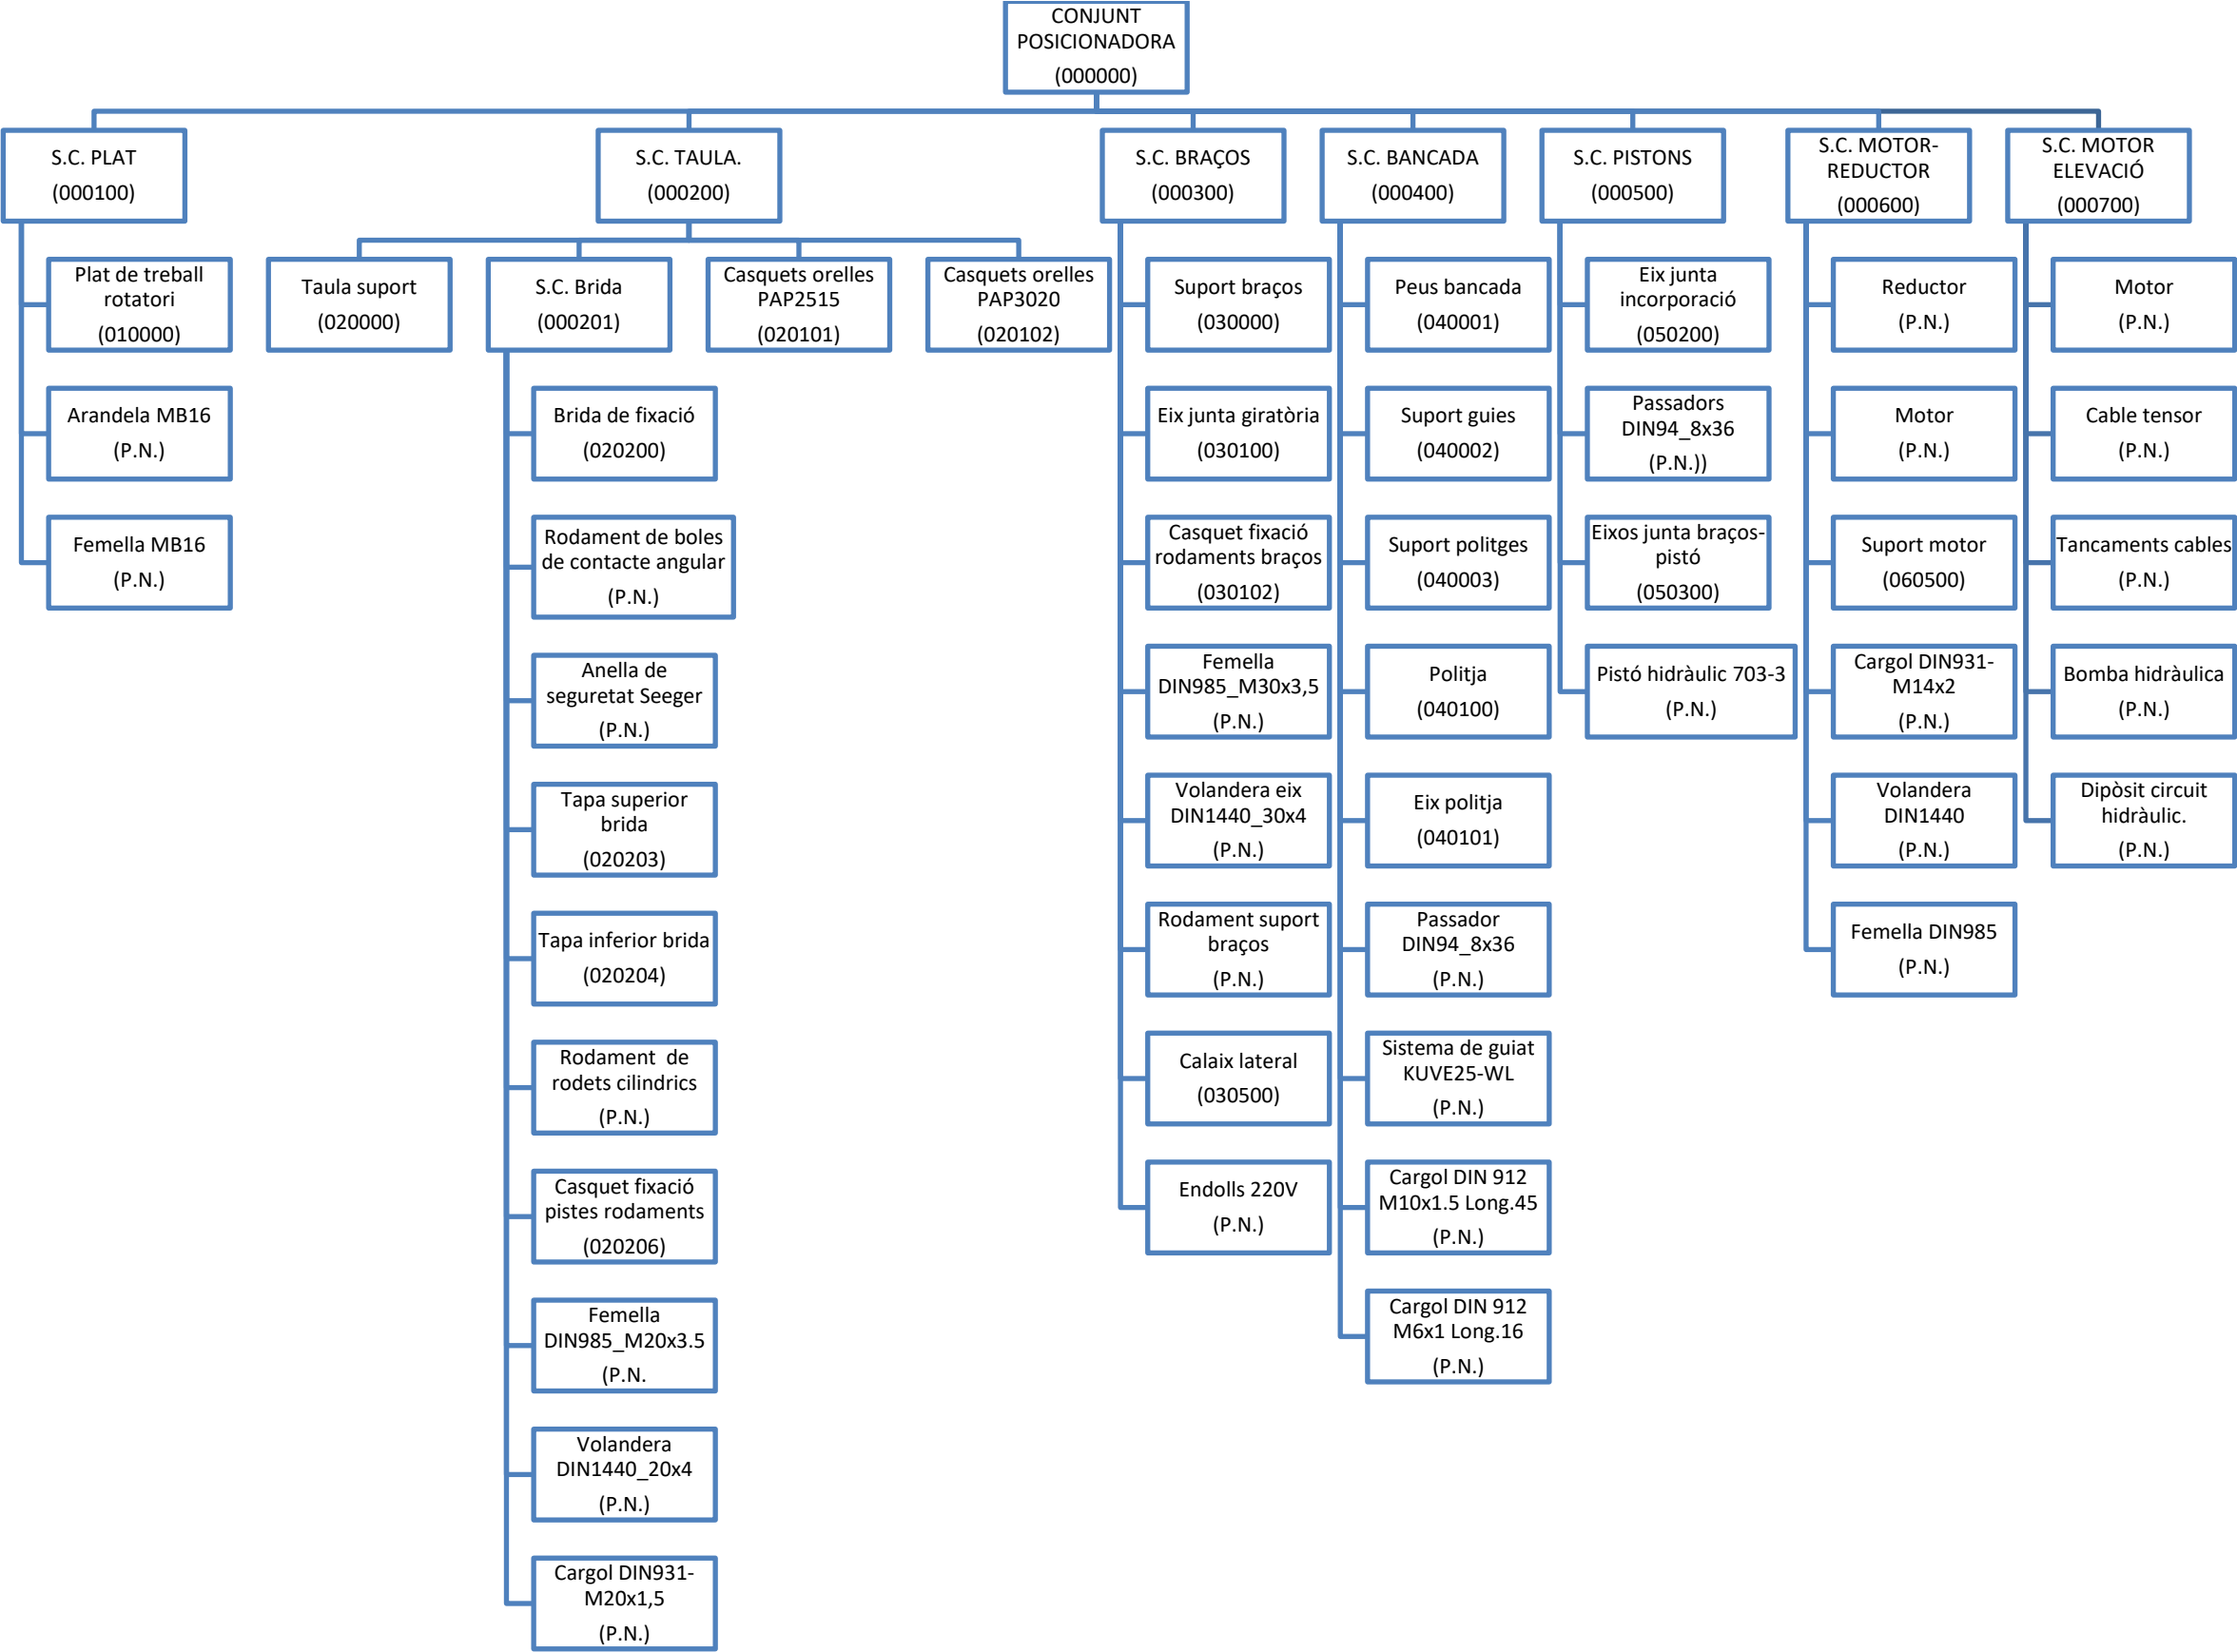 CONJUNT
POSICIONADORA
(000000)
S.C. PLAT
(000100)
Plat de treball
rotatori
(010000)
Arandela MB16
(P.N.)
Femella MB16
(P.N.)
S.C. TAULA.
(000200)
Taula suport
(020000)
S.C. Brida
(000201)
Brida de fixació
(020200)
Rodament de boles
de contacte angular
(P.N.)
Anella de
seguretat Seeger
(P.N.)
Tapa superior
brida
(020203)
Tapa inferior brida
(020204)
Rodament  de
rodets cilindrics
(P.N.)
Casquet fixació
pistes rodaments
(020206)
Femella
DIN985_M20x3.5
(P.N.
Volandera
DIN1440_20x4
(P.N.)
Cargol DIN931-
M20x1,5
(P.N.)
Casquets orelles
PAP2515
(020101)
Casquets orelles
PAP3020
(020102)
S.C. BRAÇOS
(000300)
Suport braços
(030000)
Eix junta giratòria
(030100)
Casquet fixació
rodaments braços
(030102)
Femella
DIN985_M30x3,5
(P.N.)
Volandera eix
DIN1440_30x4
(P.N.)
Rodament suport
braços
(P.N.)
Calaix lateral
(030500)
Endolls 220V
(P.N.)
S.C. BANCADA
(000400)
Peus bancada
(040001)
Suport guies
(040002)
Suport politges
(040003)
Politja
(040100)
Eix politja
(040101)
Passador
DIN94_8x36
(P.N.)
Sistema de guiat
KUVE25-WL
(P.N.)
Cargol DIN 912
M10x1.5 Long.45
(P.N.)
Cargol DIN 912
M6x1 Long.16
(P.N.)
S.C. PISTONS
(000500)
Eix junta
incorporació
(050200)
Passadors
DIN94_8x36
(P.N.))
Eixos junta braços-
pistó
(050300)
Pistó hidràulic 703-3
(P.N.)
S.C. MOTOR-
REDUCTOR
(000600)
Reductor
(P.N.)
Motor
(P.N.)
Suport motor
(060500)
Cargol DIN931-
M14x2
(P.N.)
Volandera
DIN1440
(P.N.)
Femella DIN985
(P.N.)
S.C. MOTOR
ELEVACIÓ
(000700)
Motor
(P.N.)
Cable tensor
(P.N.)
Tancaments cables
(P.N.)
Bomba hidràulica
(P.N.)
Dipòsit circuit
hidràulic.
(P.N.)